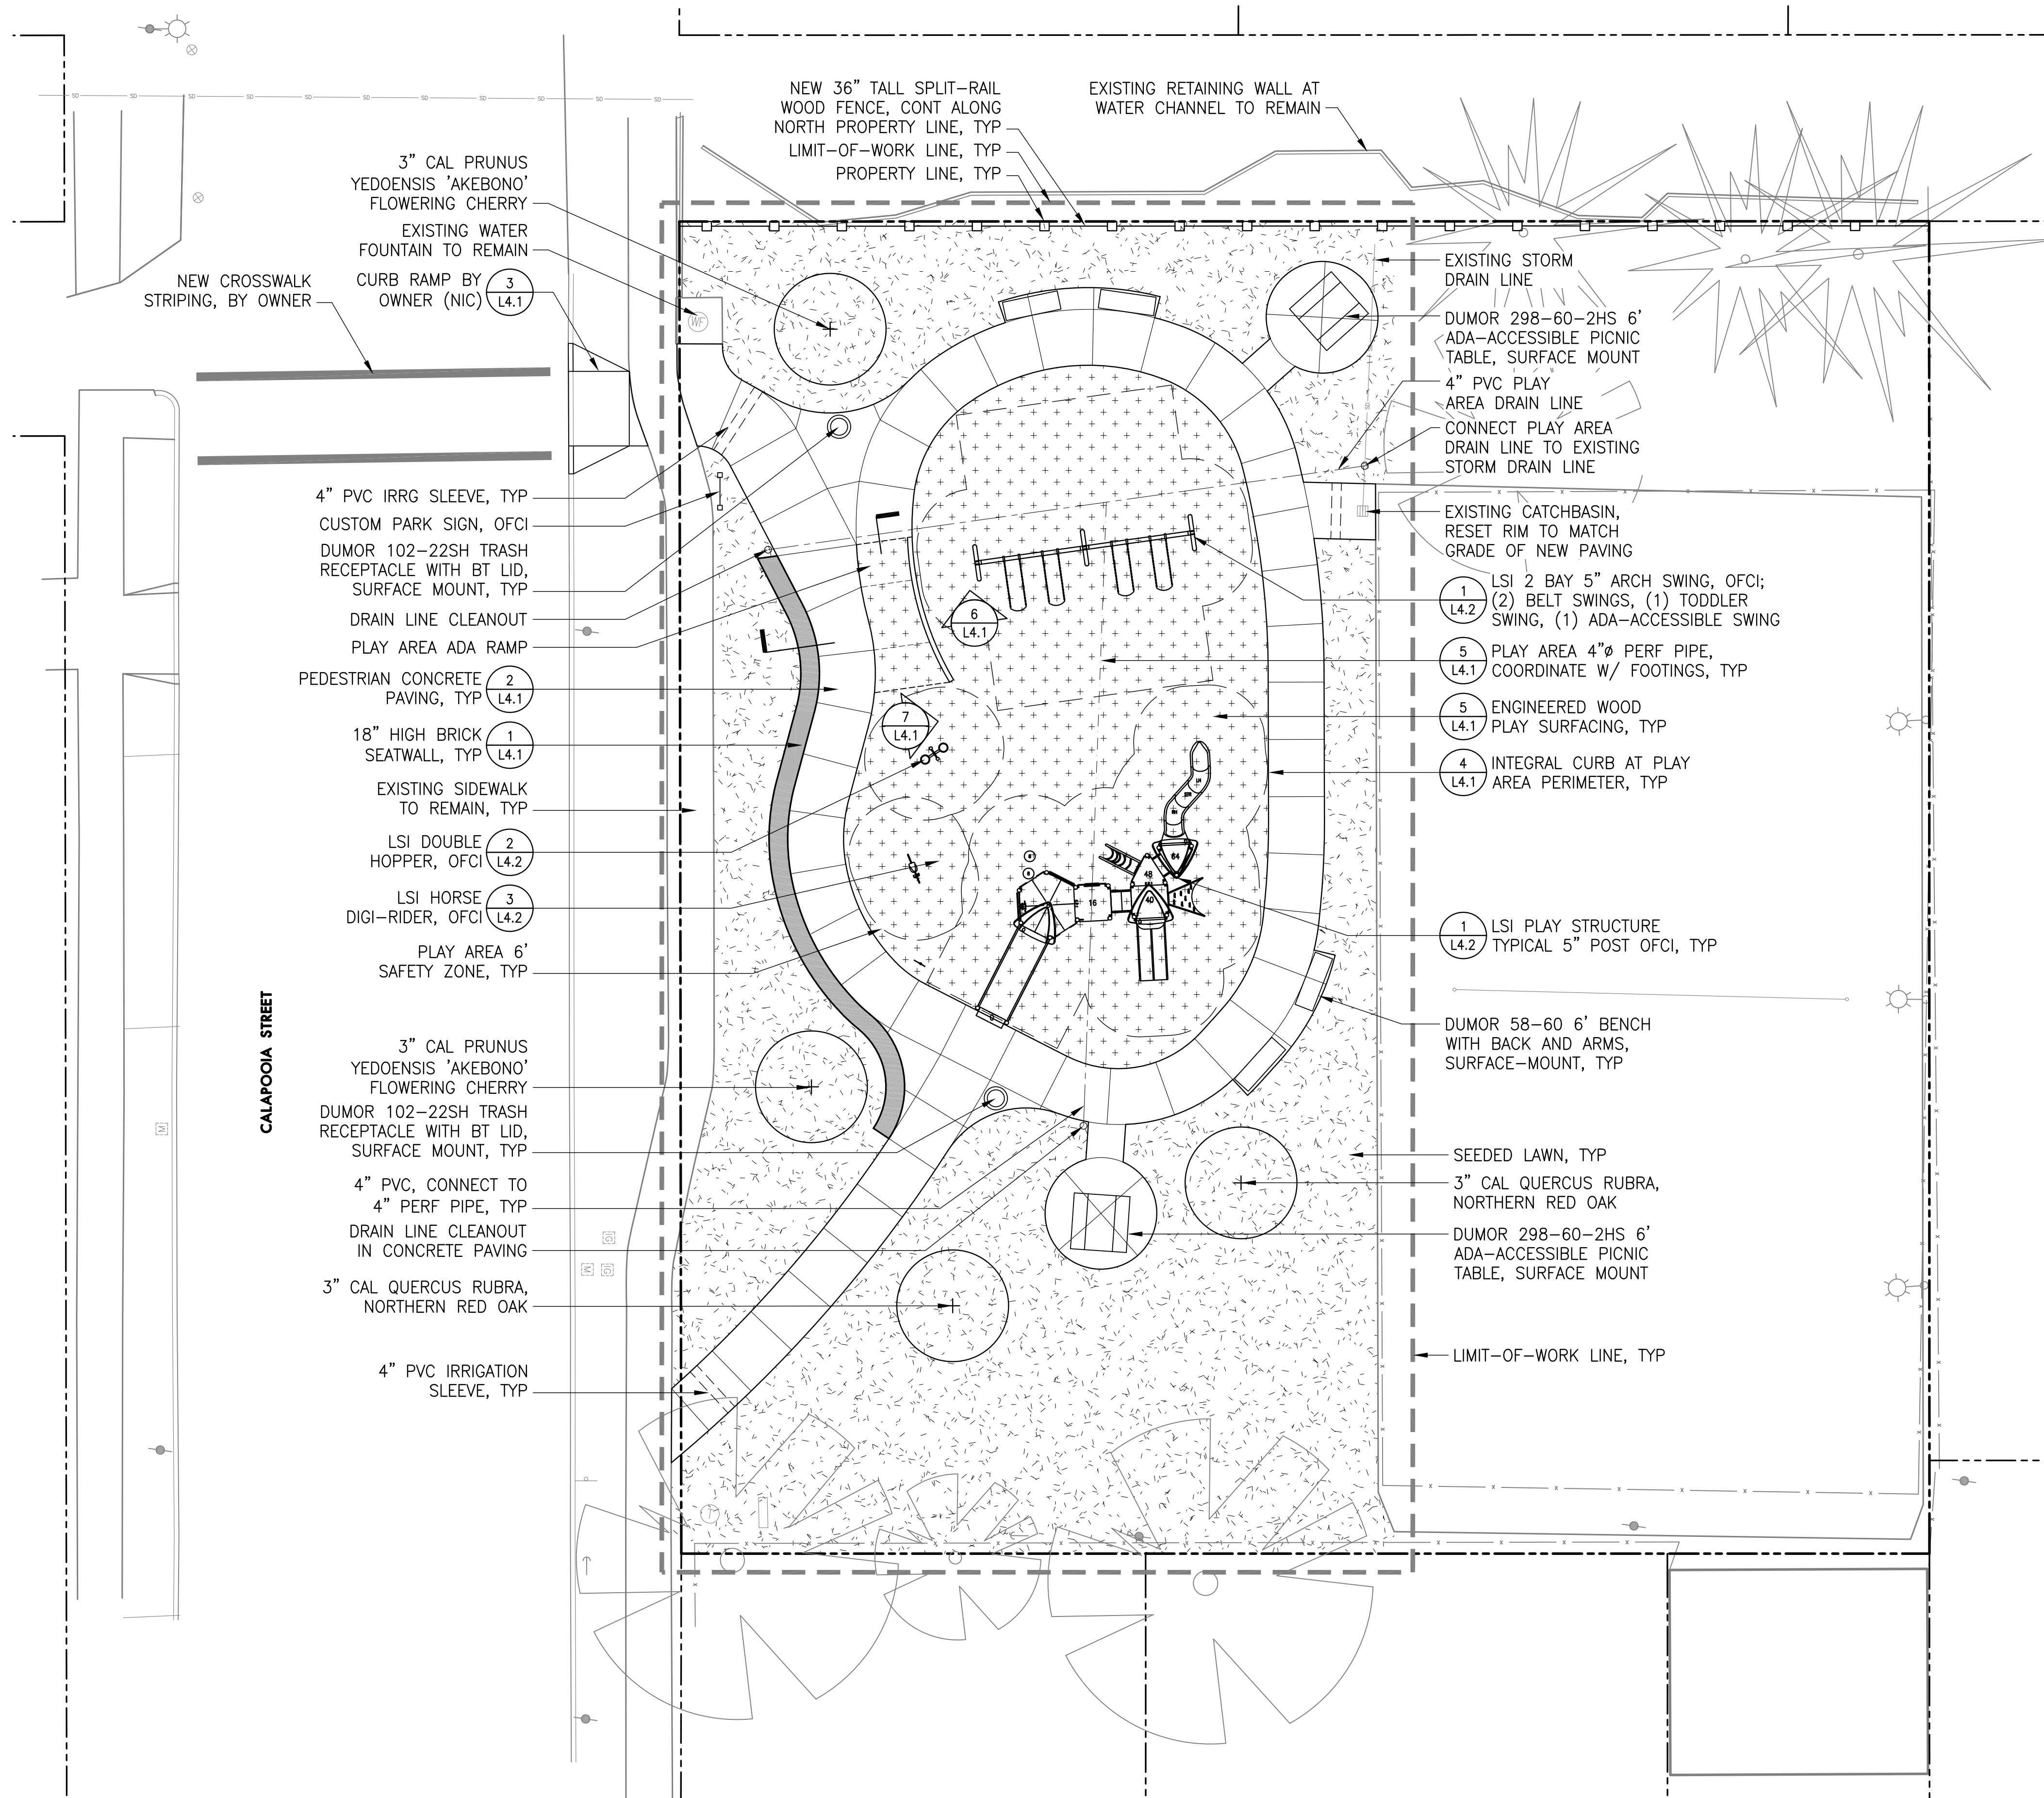 NEW 36” TALL SPLIT-RAIL
WOOD FENCE, CONT ALONG
NORTH PROPERTY LINE, TYP
LIMIT-OF-WORK LINE, TYP
PROPERTY LINE, TYP
EXISTING RETAINING WALL AT
WATER CHANNEL TO REMAIN
SD SD SD SD SD SD SD SD SD SD SD
3” CAL PRUNUS
YEDOENSIS 'AKEBONO'
FLOWERING CHERRY
EXISTING WATER
FOUNTAIN TO REMAIN
NEW CROSSWALK
STRIPING, BY OWNER
CURB RAMP BY
OWNER (NIC)
3
L4.1
WF
4” PVC IRRG SLEEVE, TYP
CUSTOM PARK SIGN, OFCI
DUMOR 102-22SH TRASH
RECEPTACLE WITH BT LID,
SURFACE MOUNT, TYP
DRAIN LINE CLEANOUT
PLAY AREA ADA RAMP
PEDESTRIAN CONCRETE
PAVING, TYP
2
L4.1
18” HIGH BRICK
SEATWALL, TYP
1
L4.1
EXISTING SIDEWALK
TO REMAIN, TYP
LSI DOUBLE
HOPPER, OFCI
2
L4.2
LSI HORSE
DIGI-RIDER, OFCI
3
L4.2
PLAY AREA 6’
SAFETY ZONE, TYP
CALAPOOIA STREET
3” CAL PRUNUS
YEDOENSIS 'AKEBONO'
FLOWERING CHERRY
DUMOR 102-22SH TRASH
RECEPTACLE WITH BT LID,
SURFACE MOUNT, TYP
4” PVC, CONNECT TO
4” PERF PIPE, TYP
DRAIN LINE CLEANOUT
IN CONCRETE PAVING
3” CAL QUERCUS RUBRA,
NORTHERN RED OAK
4” PVC IRRIGATION
SLEEVE, TYP
M
G
M
G
6
L4.1
7
L4.1
64
48
40
16
EXISTING STORM
DRAIN LINE
DUMOR 298-60-2HS 6’
ADA-ACCESSIBLE PICNIC
TABLE, SURFACE MOUNT
4” PVC PLAY
AREA DRAIN LINE
CONNECT PLAY AREA
DRAIN LINE TO EXISTING
STORM DRAIN LINE
EXISTING CATCHBASIN,
RESET RIM TO MATCH
GRADE OF NEW PAVING
1
L4.2
LSI 2 BAY 5” ARCH SWING, OFCI;
(2) BELT SWINGS, (1) TODDLER
SWING, (1) ADA-ACCESSIBLE SWING
5
L4.1
PLAY AREA 4”ø PERF PIPE,
COORDINATE W/ FOOTINGS, TYP
5
L4.1
ENGINEERED WOOD
PLAY SURFACING, TYP
4
L4.1
INTEGRAL CURB AT PLAY
AREA PERIMETER, TYP
1
L4.2
LSI PLAY STRUCTURE
TYPICAL 5” POST OFCI, TYP
DUMOR 58-60 6’ BENCH
WITH BACK AND ARMS,
SURFACE-MOUNT, TYP
SEEDED LAWN, TYP
3” CAL QUERCUS RUBRA,
NORTHERN RED OAK
DUMOR 298-60-2HS 6’
ADA-ACCESSIBLE PICNIC
TABLE, SURFACE MOUNT
LIMIT-OF-WORK LINE, TYP